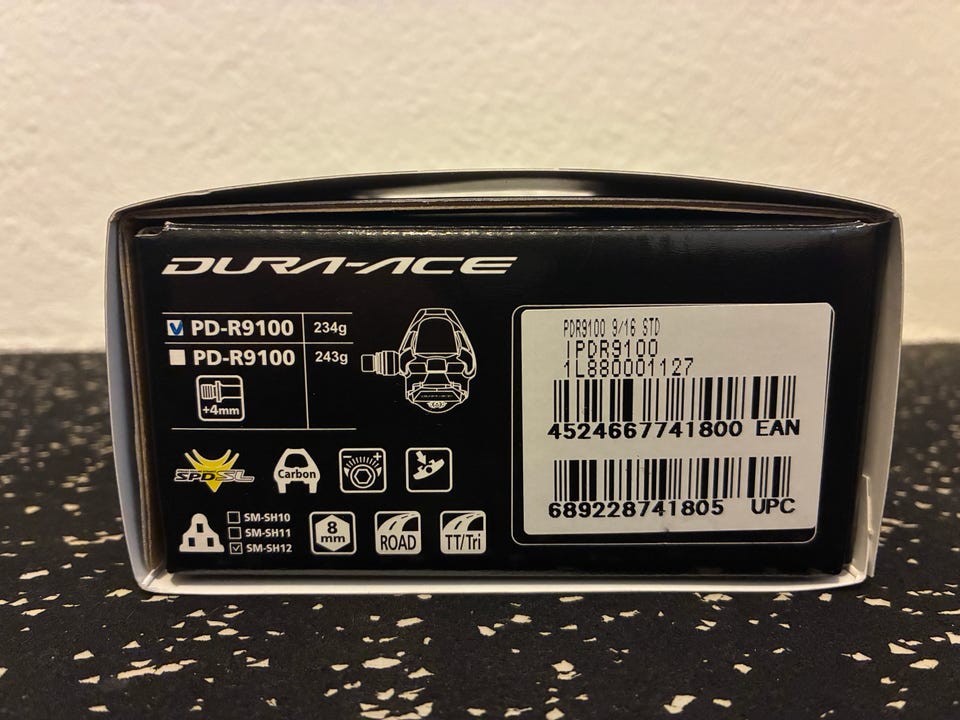 DURA-ACE
PD-R9100 234g
PD-R9100 243g
+4mm
PDR9100 9/16 STD
IPDR9100
1L880001127
4524667741800 EAN
689228741805 UPC
SPD-SL
Carbon
SM-SH10
SM-SH11
SM-SH12
8 mm
ROAD
TT/Tri